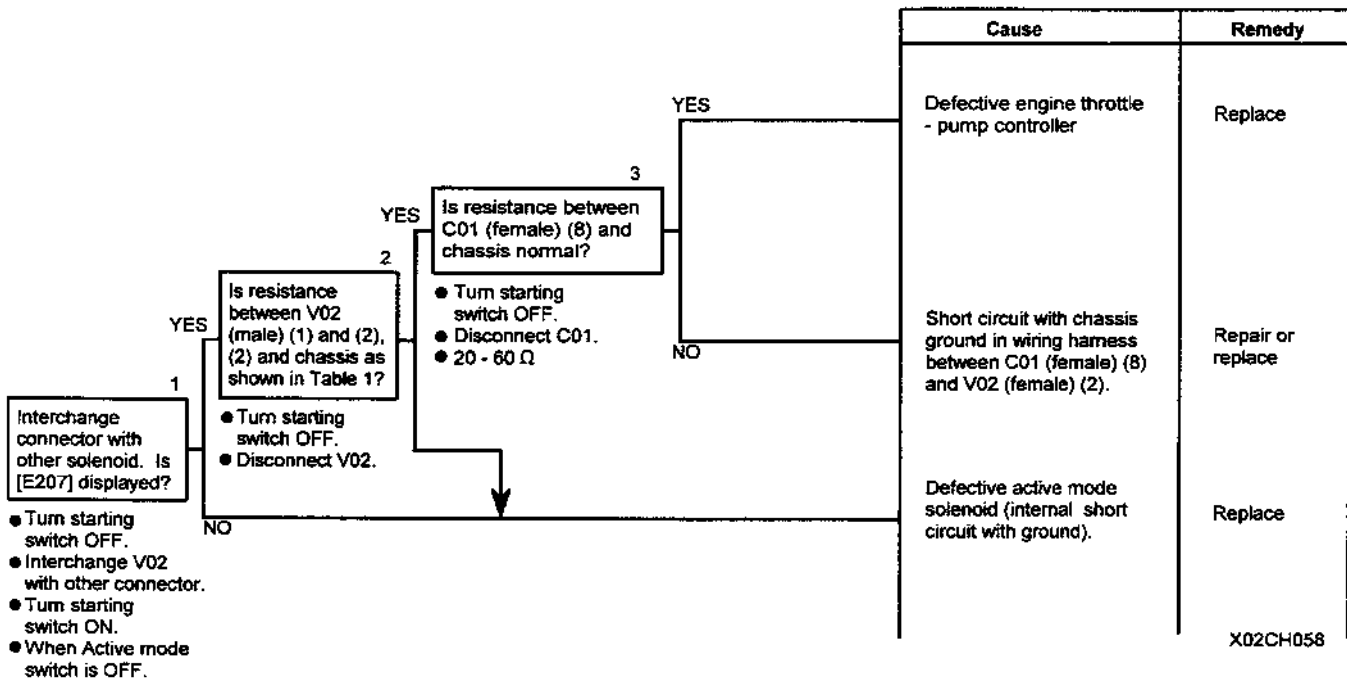 Cause
Remedy
YES
Defective engine throttle
- pump controller
Replace
3
YES
Is resistance between
C01 (female) (8) and
chassis normal?
● Turn starting
switch OFF.
● Disconnect C01.
● 20 - 60 Ω
NO
Short circuit with chassis
ground in wiring harness
between C01 (female) (8)
and V02 (female) (2).
Repair or
replace
2
YES
Is resistance
between V02
(male) (1) and (2),
(2) and chassis as
shown in Table 1?
● Turn starting
switch OFF.
● Disconnect V02.
1
Interchange
connector with
other solenoid. Is
[E207] displayed?
● Turn starting
switch OFF.
● Interchange V02
with other connector.
● Turn starting
switch ON.
● When Active mode
switch is OFF.
NO
Defective active mode
solenoid (internal short
circuit with ground).
Replace
X02CH058